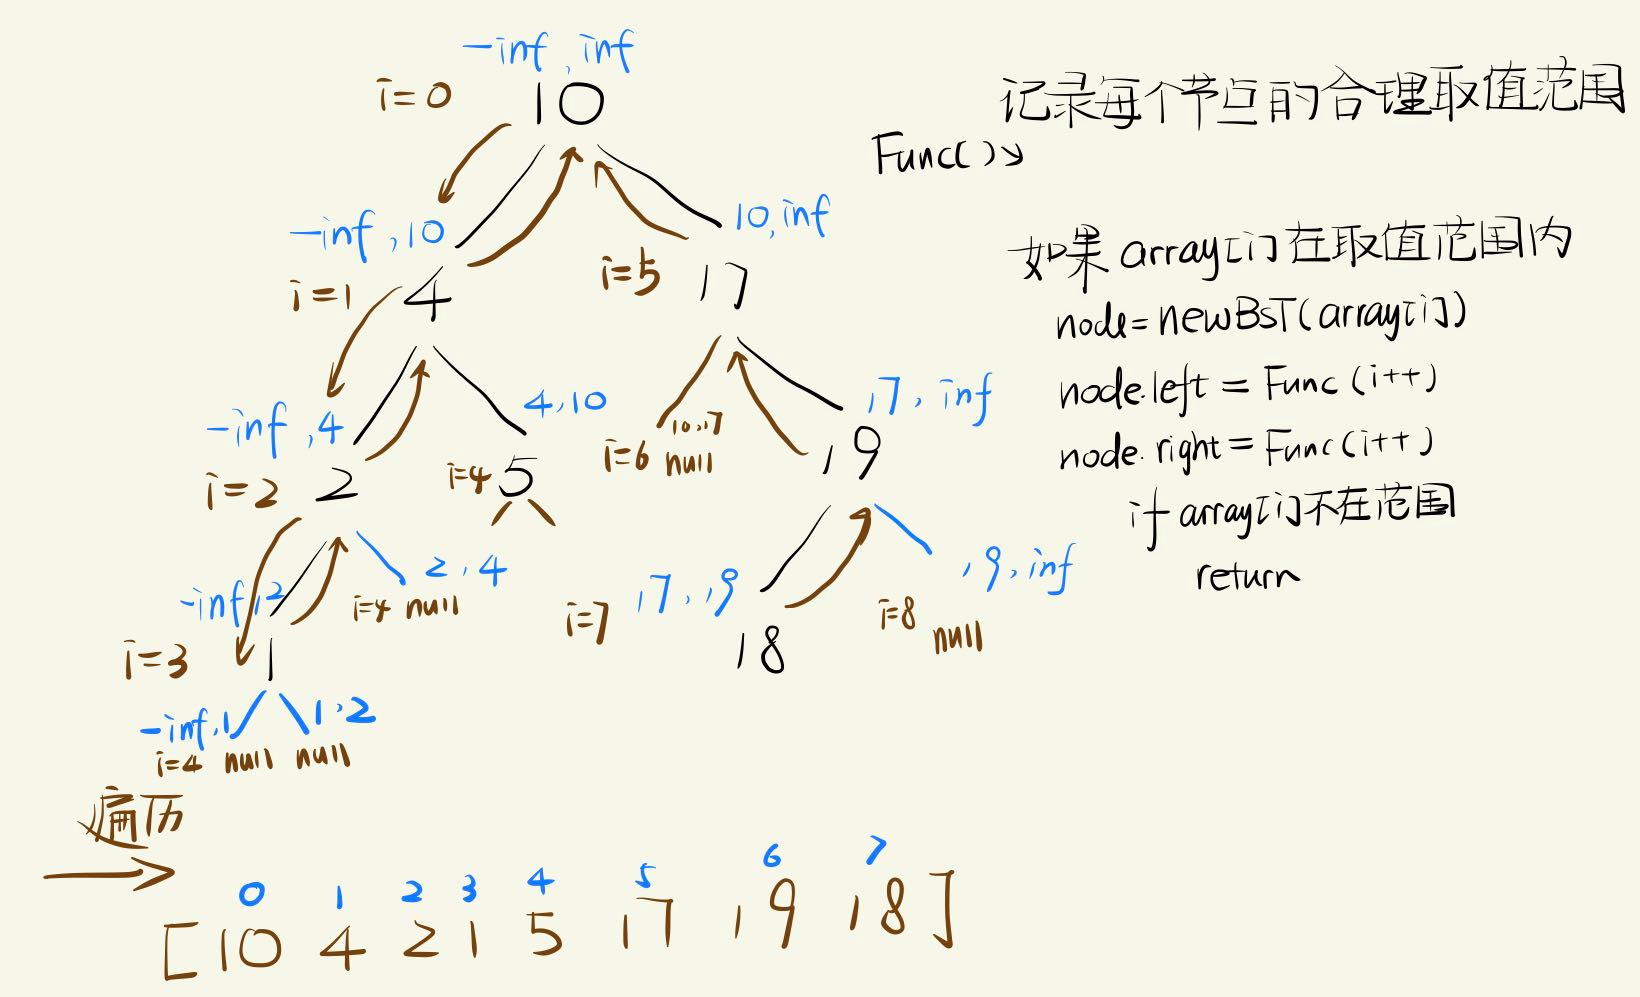 -inf, inf
i=0
10
记录每个节点的合理取值范围
Func()↘
-inf,10
10,inf
i=1
4
i=5
17
如果 array[i] 在取值范围内
node=newBST(array[i])
node.left = Func(i++)
node.right = Func(i++)
if array[i]不在范围
return
-inf,4
4,10
10,17
17, inf
i=2
2
i=4
5
i=6
null
19
-inf,2
2,4
i=4 null
17,19
19,inf
i=3
1
i=7
18
i=8
null
-inf,1
1,2
i=4 null null
遍历
0 1 2 3 4 5 6 7
[10 4 2 1 5 17 19 18]